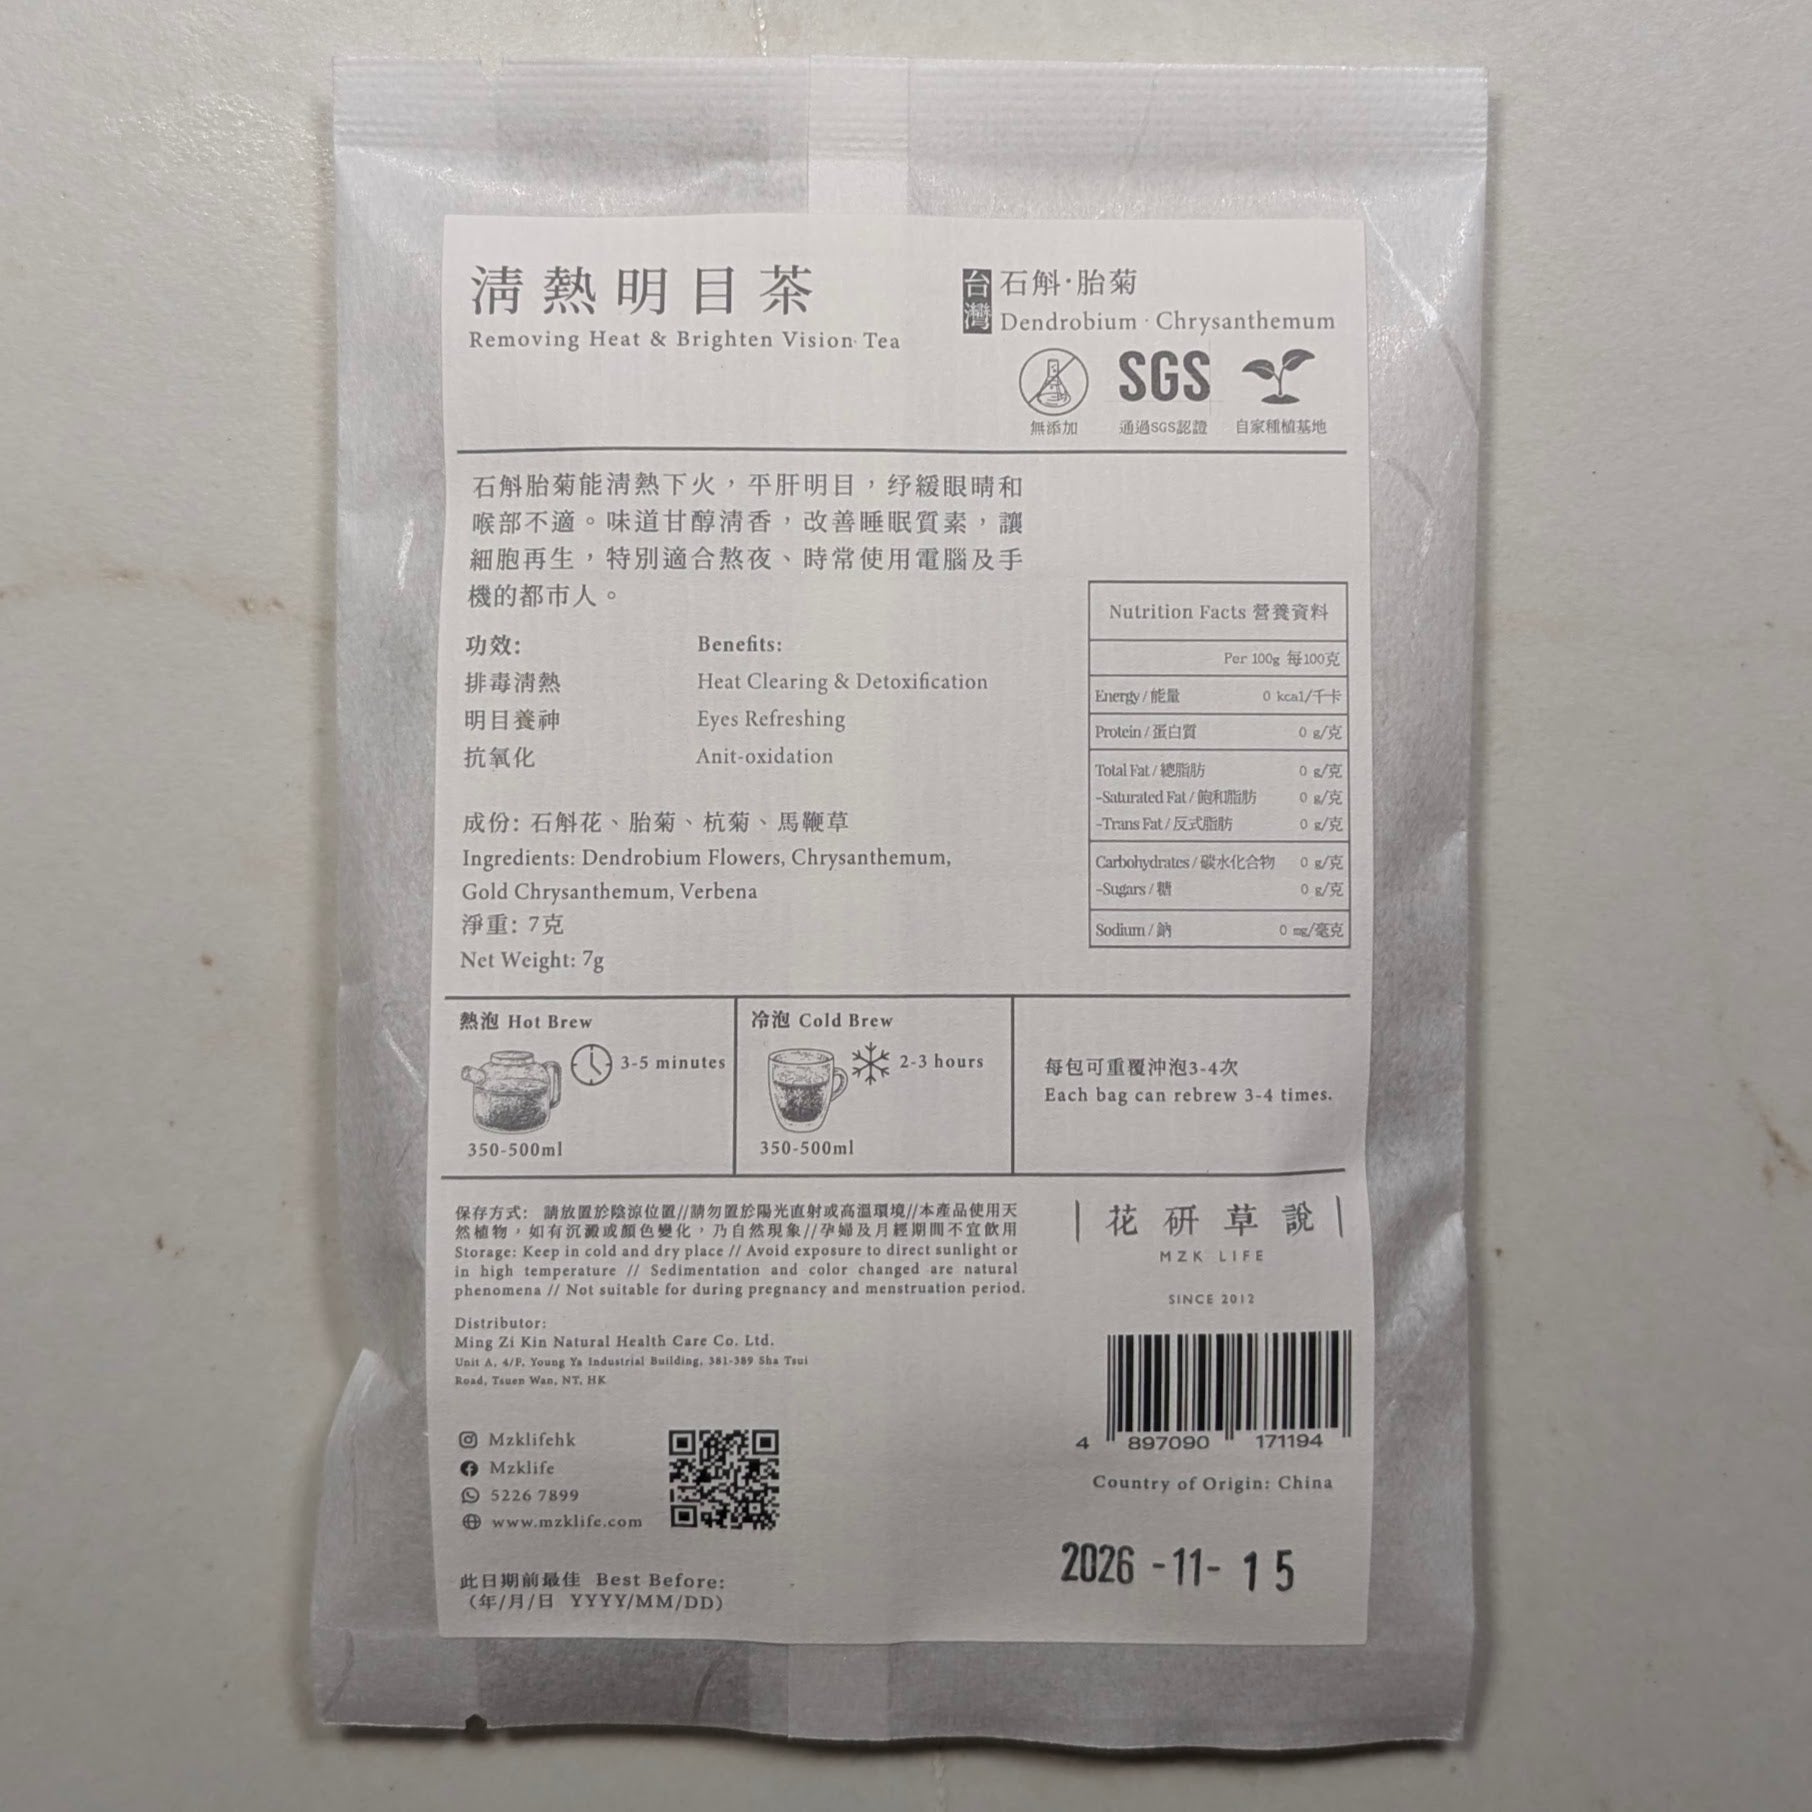 清熱明目茶
Removing Heat & Brighten Vision Tea
台灣
石斛·胎菊
Dendrobium · Chrysanthemum
無添加
SGS
通過SGS認證
自家種植基地
石斛胎菊能清熱下火，平肝明目，纾緩眼晴和
喉部不適。味道甘醇清香，改善睡眠質素，讓
細胞再生，特別適合熬夜、時常使用電腦及手
機的都市人。
功效:
排毒清熱
明目養神
抗氧化
Benefits:
Heat Clearing & Detoxification
Eyes Refreshing
Anit-oxidation
成份: 石斛花、胎菊、杭菊、馬鞭草
Ingredients: Dendrobium Flowers, Chrysanthemum,
Gold Chrysanthemum, Verbena
淨重: 7克
Net Weight: 7g
Nutrition Facts 營養資料
Per 100g 每100克
Energy / 能量 0 kcal/千卡
Protein / 蛋白質 0 g/克
Total Fat / 總脂肪 0 g/克
-Saturated Fat / 飽和脂肪 0 g/克
-Trans Fat / 反式脂肪 0 g/克
Carbohydrates / 碳水化合物 0 g/克
-Sugars / 糖 0 g/克
Sodium / 鈉 0 mg/毫克
熱泡 Hot Brew
3-5 minutes
350-500ml
冷泡 Cold Brew
2-3 hours
350-500ml
每包可重覆沖泡3-4次
Each bag can rebrew 3-4 times.
保存方式: 請放置於陰涼位置//請勿置於陽光直射或高溫環境//本產品使用天
然植物，如有沉澱或顏色變化，乃自然現象//孕婦及月經期間不宜飲用
Storage: Keep in cold and dry place // Avoid exposure to direct sunlight or
in high temperature // Sedimentation and color changed are natural
phenomena // Not suitable for during pregnancy and menstruation period.
Distributor:
Ming Zi Kin Natural Health Care Co. Ltd.
Unit A, 4/F, Young Ya Industrial Building, 381-389 Sha Tsui
Road, Tsuen Wan, NT, HK
Mzklifehk
Mzklife
5226 7899
www.mzklife.com
花研草說
MZK LIFE
SINCE 2012
4 897090 171194
Country of Origin: China
此日期前最佳 Best Before:
(年/月/日 YYYY/MM/DD)
2026 -11- 15